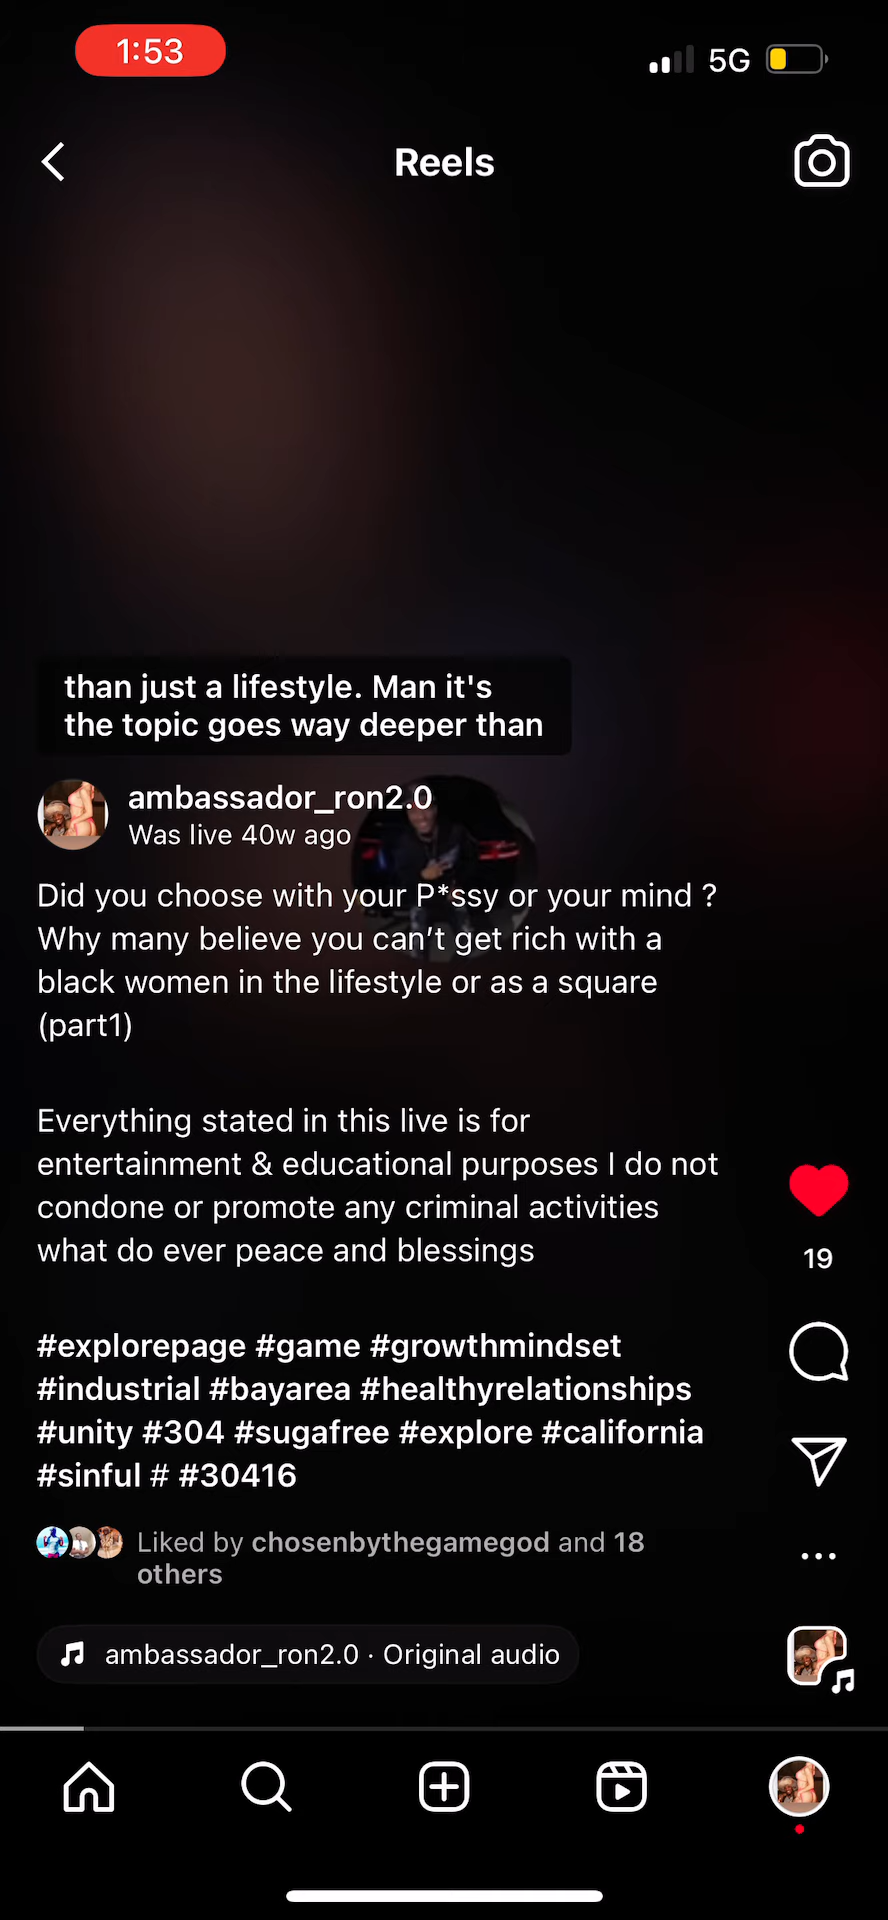 1:53
5G
Reels
than just a lifestyle. Man it's
the topic goes way deeper than
ambassador_ron2.0
Was live 40w ago
Did you choose with your P*ssy or your mind ?
Why many believe you can’t get rich with a
black women in the lifestyle or as a square
(part1)
Everything stated in this live is for
entertainment & educational purposes I do not
condone or promote any criminal activities
what do ever peace and blessings
#explorepage #game #growthmindset
#industrial #bayarea #healthyrelationships
#unity #304 #sugafree #explore #california
#sinful # #30416
19
Liked by chosenbythegamegod and 18
others
ambassador_ron2.0 · Original audio